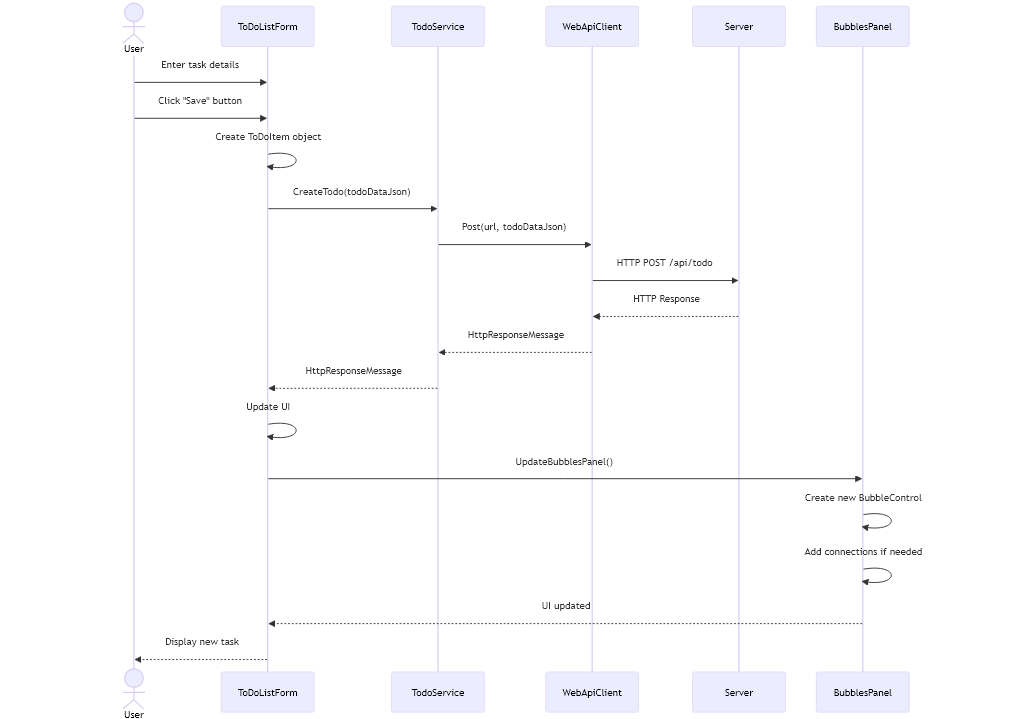 ToDoListForm
TodoService
WebApiClient
Server
BubblesPanel
User
Enter task details
Click "Save" button
Create ToDoItem object
CreateTodo(todoDataJson)
Post(url, todoDataJson)
HTTP POST /api/todo
HTTP Response
HttpResponseMessage
HttpResponseMessage
Update UI
UpdateBubblesPanel()
Create new BubbleControl
Add connections if needed
UI updated
Display new task
ToDoListForm
TodoService
WebApiClient
Server
BubblesPanel
User